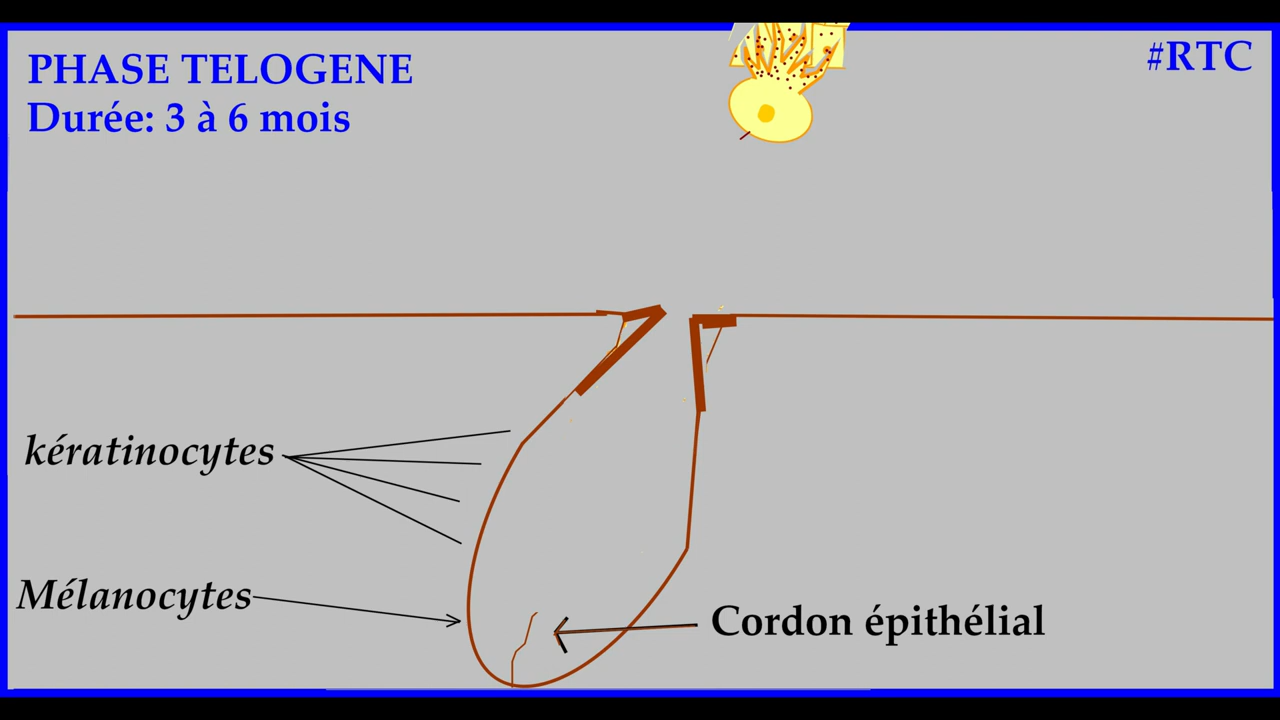 PHASE TELOGENE
Durée: 3 à 6 mois
#RTC
kératinocytes
Mélanocytes
Cordon épithélial